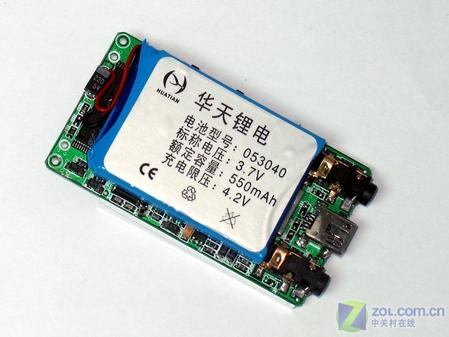 HUATIAN
华天锂电
电池型号: 053040
标称电压: 3.7V
额定容量: 550mAh
充电限压: 4.2V
CE
220
ZOL.COM.CN
中关村在线